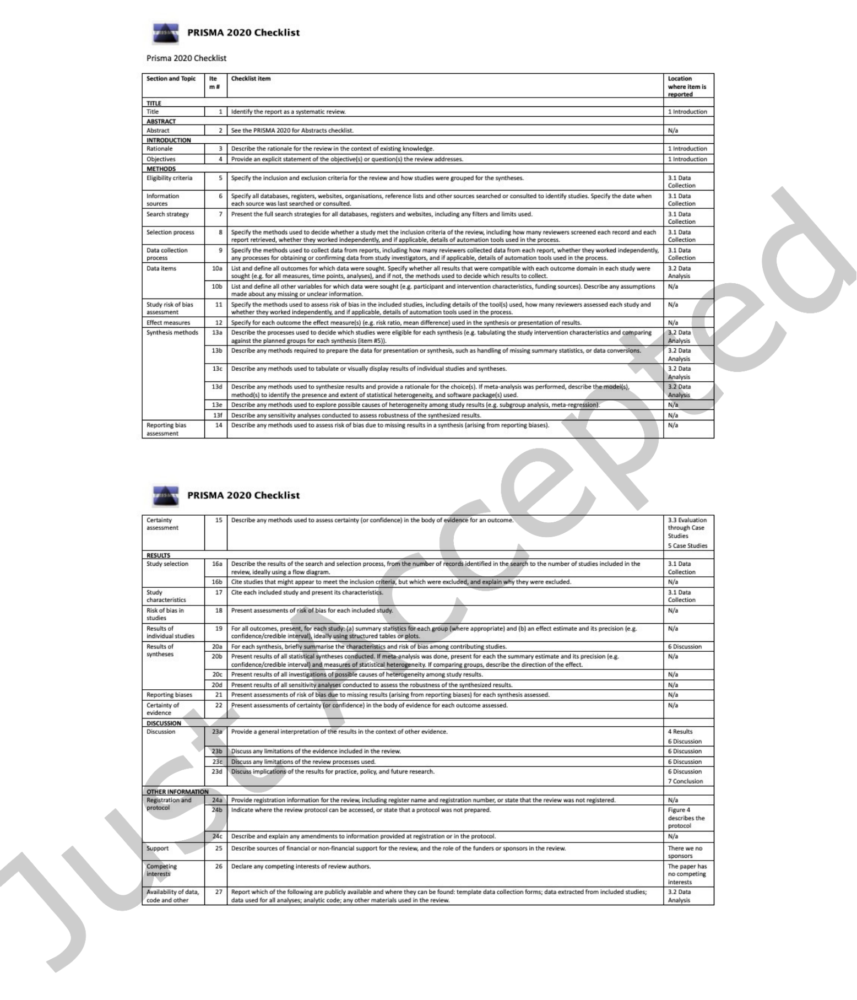 PRISMA 2020 Checklist
Prisma 2020 Checklist
Section and Topic Ite m # Checklist item Location where item is reported
TITLE
Title 1 Identify the report as a systematic review. 1 Introduction
ABSTRACT
Abstract 2 See the PRISMA 2020 for Abstracts checklist. N/a
INTRODUCTION
Rationale 3 Describe the rationale for the review in the context of existing knowledge. 1 Introduction
Objectives 4 Provide an explicit statement of the objective(s) or question(s) the review addresses. 1 Introduction
METHODS
Eligibility criteria 5 Specify the inclusion and exclusion criteria for the review and how studies were grouped for the syntheses. 3.1 Data
Collection
Information 6 Specify all databases, registers, websites, organisations, reference lists and other sources searched or consulted to identify studies. Specify the date when 3.1 Data
sources each source was last searched or consulted. Collection
Search strategy 7 Present the full search strategies for all databases, registers and websites, including any filters and limits used. 3.1 Data
Collection
Selection process 8 Specify the methods used to decide whether a study met the inclusion criteria of the review, including how many reviewers screened each record and each 3.1 Data
report retrieved, whether they worked independently, and if applicable, details of automation tools used in the process. Collection
Data collection 9 Specify the methods used to collect data from reports, including how many reviewers collected data from each report, whether they worked independently, 3.1 Data
process any processes for obtaining or confirming data from study investigators, and if applicable, details of automation tools used in the process. Collection
Data items 10a List and define all outcomes for which data were sought. Specify whether all results that were compatible with each outcome domain in each study were 3.2 Data
sought (e.g. for all measures, time points, analyses), and if not, the methods used to decide which results to collect. Analysis
10b List and define all other variables for which data were sought (e.g. participant and intervention characteristics, funding sources). Describe any assumptions N/a
made about any missing or unclear information.
Study risk of bias 11 Specify the methods used to assess risk of bias in the included studies, including details of the tool(s) used, how many reviewers assessed each study and N/a
assessment whether they worked independently, and if applicable, details of automation tools used in the process.
Effect measures 12 Specify for each outcome the effect measure(s) (e.g. risk ratio, mean difference) used in the synthesis or presentation of results. N/a
Synthesis methods 13a Describe the processes used to decide which studies were eligible for each synthesis (e.g. tabulating the study intervention characteristics and comparing 3.2 Data
against the planned groups for each synthesis (item #5)). Analysis
13b Describe any methods required to prepare the data for presentation or synthesis, such as handling of missing summary statistics, or data conversions. 3.2 Data
Analysis
13c Describe any methods used to tabulate or visually display results of individual studies and syntheses. 3.2 Data
Analysis
13d Describe any methods used to synthesize results and provide a rationale for the choice(s). If meta-analysis was performed, describe the model(s), 3.2 Data
method(s) to identify the presence and extent of statistical heterogeneity, and software package(s) used. Analysis
13e Describe any methods used to explore possible causes of heterogeneity among study results (e.g. subgroup analysis, meta-regression). N/a
13f Describe any sensitivity analyses conducted to assess robustness of the synthesized results. N/a
Reporting bias 14 Describe any methods used to assess risk of bias due to missing results in a synthesis (arising from reporting biases). N/a
assessment
PRISMA 2020 Checklist
Certainty 15 Describe any methods used to assess certainty (or confidence) in the body of evidence for an outcome. 3.3 Evaluation
assessment through Case
Studies
5 Case Studies
RESULTS
Study selection 16a Describe the results of the search and selection process, from the number of records identified in the search to the number of studies included in the 3.1 Data
review, ideally using a flow diagram. Collection
16b Cite studies that might appear to meet the inclusion criteria, but which were excluded, and explain why they were excluded. N/a
Study 17 Cite each included study and present its characteristics. 3.1 Data
characteristics Collection
Risk of bias in 18 Present assessments of risk of bias for each included study. N/a
studies
Results of 19 For all outcomes, present, for each study: (a) summary statistics for each group (where appropriate) and (b) an effect estimate and its precision (e.g. N/a
individual studies confidence/credible interval), ideally using structured tables or plots.
Results of 20a For each synthesis, briefly summarise the characteristics and risk of bias among contributing studies. 6 Discussion
syntheses 20b Present results of all statistical syntheses conducted. If meta-analysis was done, present for each the summary estimate and its precision (e.g. N/a
confidence/credible interval) and measures of statistical heterogeneity. If comparing groups, describe the direction of the effect.
20c Present results of all investigations of possible causes of heterogeneity among study results. N/a
20d Present results of all sensitivity analyses conducted to assess the robustness of the synthesized results. N/a
Reporting biases 21 Present assessments of risk of bias due to missing results (arising from reporting biases) for each synthesis assessed. N/a
Certainty of 22 Present assessments of certainty (or confidence) in the body of evidence for each outcome assessed. N/a
evidence
DISCUSSION
Discussion 23a Provide a general interpretation of the results in the context of other evidence. 4 Results
6 Discussion
23b Discuss any limitations of the evidence included in the review. 6 Discussion
23c Discuss any limitations of the review processes used. 6 Discussion
23d Discuss implications of the results for practice, policy, and future research. 6 Discussion
7 Conclusion
OTHER INFORMATION
Registration and 24a Provide registration information for the review, including register name and registration number, or state that the review was not registered. N/a
protocol 24b Indicate where the review protocol can be accessed, or state that a protocol was not prepared. Figure 4
describes the
protocol
24c Describe and explain any amendments to information provided at registration or in the protocol. N/a
Support 25 Describe sources of financial or non-financial support for the review, and the role of the funders or sponsors in the review. There we no
sponsors
Competing 26 Declare any competing interests of review authors. The paper has
interests no competing
interests
Availability of data, 27 Report which of the following are publicly available and where they can be found: template data collection forms; data extracted from included studies; 3.2 Data
code and other data used for all analyses; analytic code; any other materials used in the review. Analysis
Just Accepted